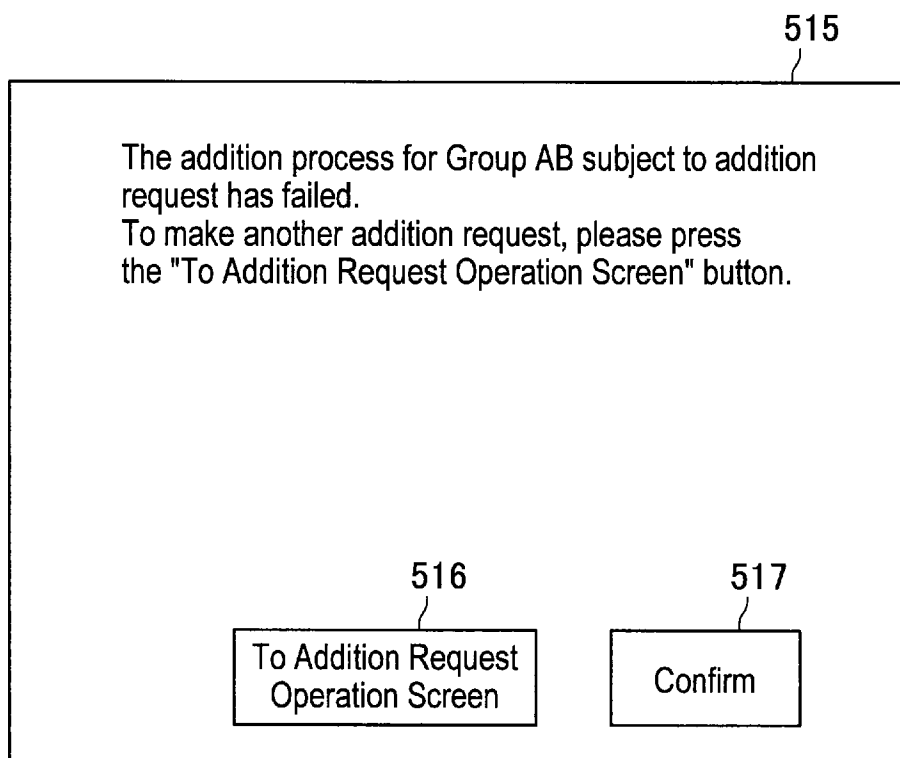 515
The addition process for Group AB subject to addition
request has failed.
To make another addition request, please press
the "To Addition Request Operation Screen" button.
516
517
To Addition Request
Operation Screen
Confirm